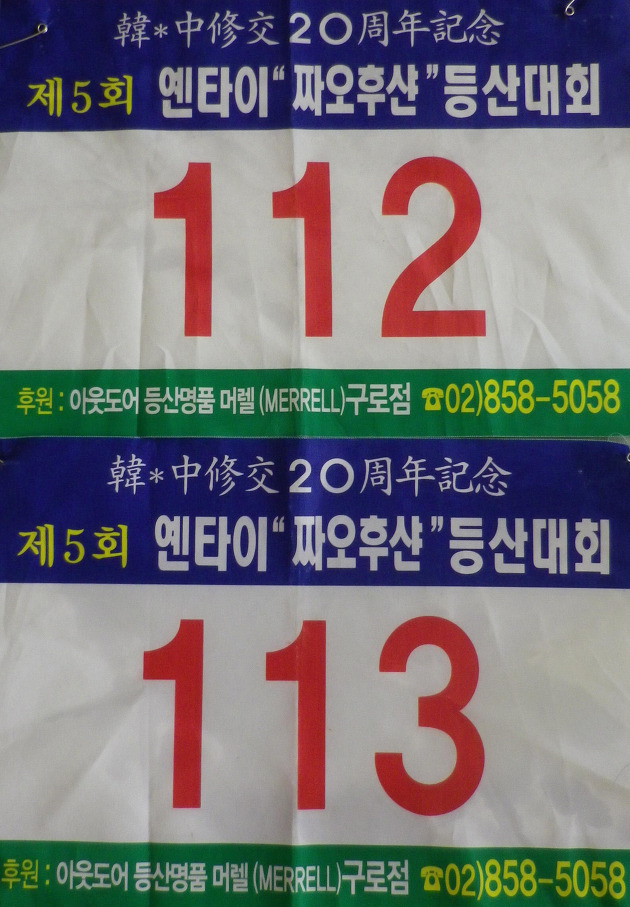 韓*中修交 20周年記念
제5회 옌타이“짜오후샨”등산대회
112
후원 : 아웃도어 등산명품 머렐 (MERRELL)구로점 ☎02)858-5058
韓*中修交 20周年記念
제5회 옌타이“짜오후샨”등산대회
113
후원 : 아웃도어 등산명품 머렐 (MERRELL)구로점 ☎02)858-5058